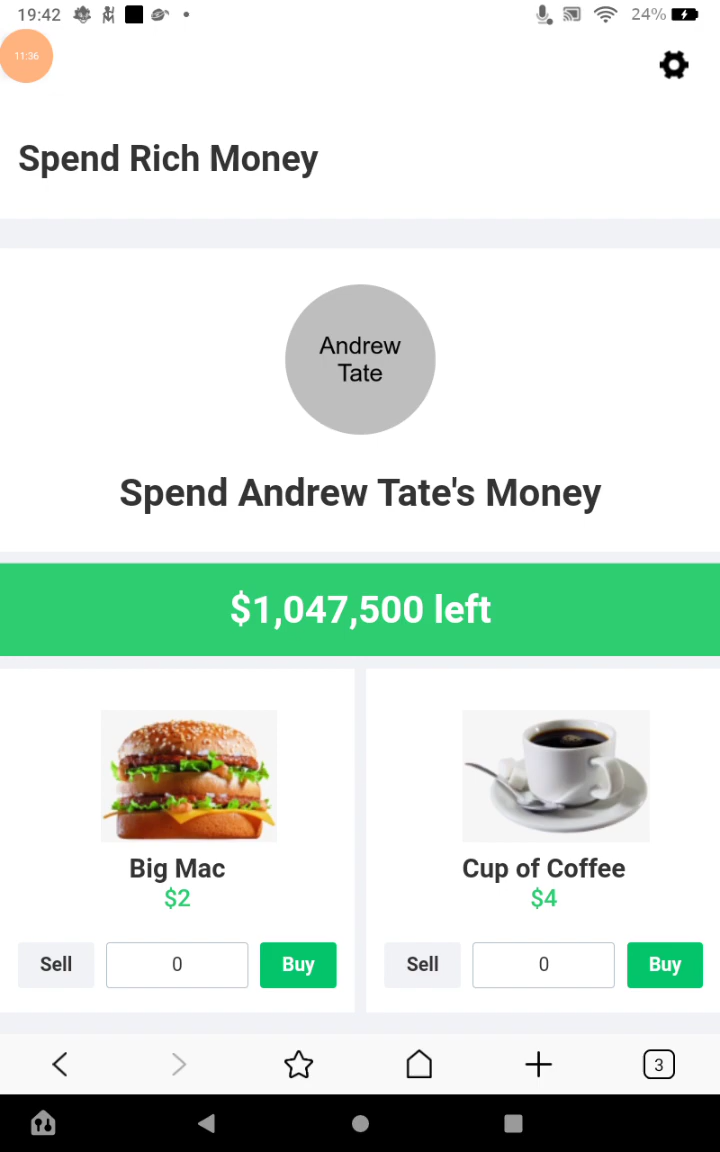 19:42
24%
11:36
Spend Rich Money
Andrew
Tate
Spend Andrew Tate's Money
$1,047,500 left
Big Mac
$2
Sell
0
Buy
Cup of Coffee
$4
Sell
0
Buy
3